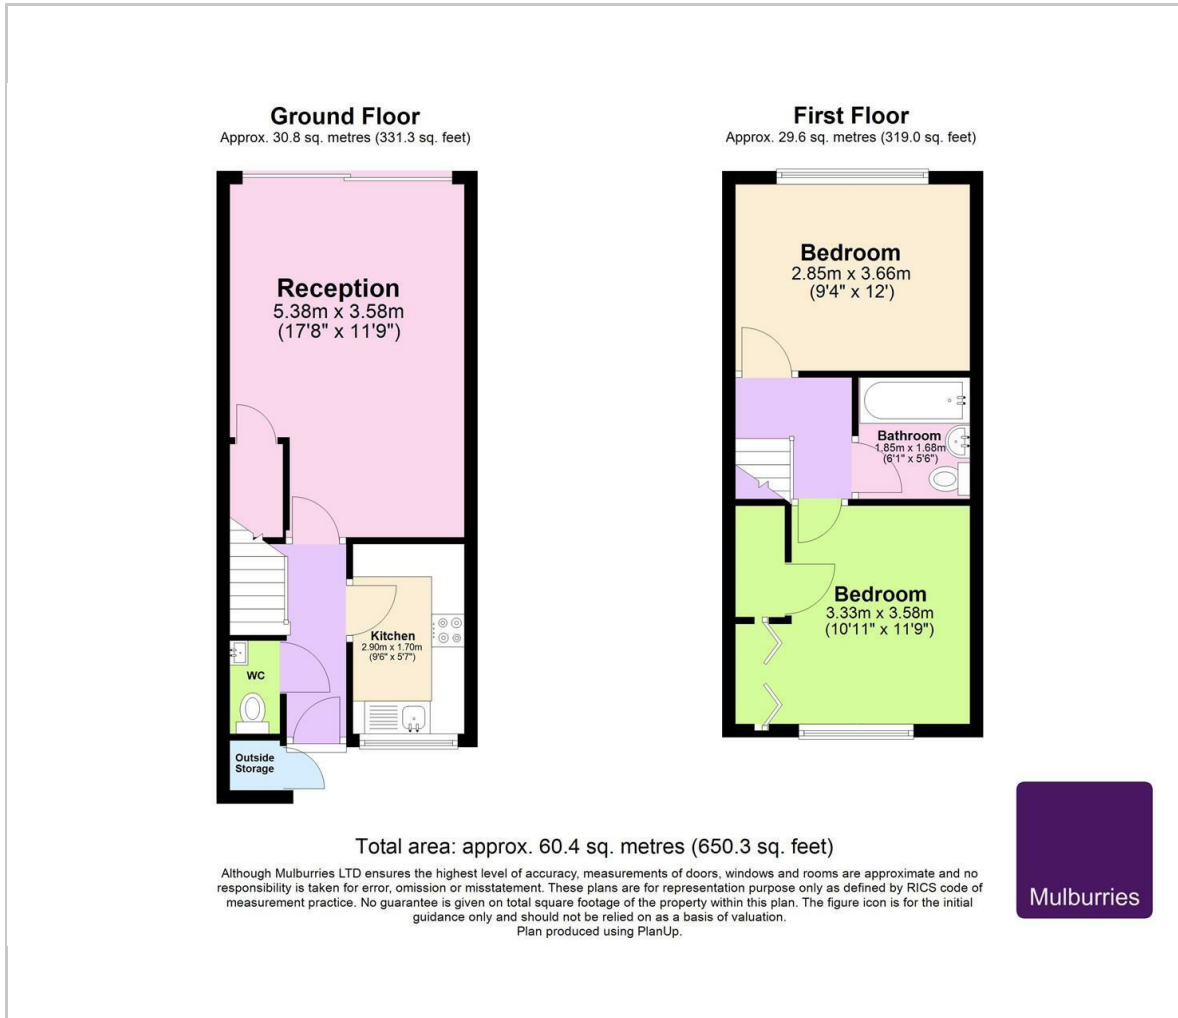 Ground Floor
Approx. 30.8 sq. metres (331.3 sq. feet)
Reception
5.38m x 3.58m
(17'8" x 11'9")
Kitchen
2.90m x 1.70m
(9'6" x 5'7")
WC
Outside
Storage
First Floor
Approx. 29.6 sq. metres (319.0 sq. feet)
Bedroom
2.85m x 3.66m
(9'4" x 12')
Bathroom
1.85m x 1.68m
(6'1" x 5'6")
Bedroom
3.33m x 3.58m
(10'11" x 11'9")
Total area: approx. 60.4 sq. metres (650.3 sq. feet)
Although Mulburries LTD ensures the highest level of accuracy, measurements of doors, windows and rooms are approximate and no
responsibility is taken for error, omission or misstatement. These plans are for representation purpose only as defined by RICS code of
measurement practice. No guarantee is given on total square footage of the property within this plan. The figure icon is for the initial
guidance only and should not be relied on as a basis of valuation.
Plan produced using PlanUp.
Mulburries